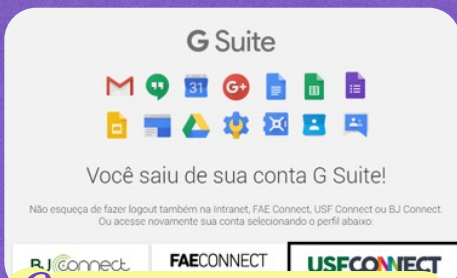 G Suite
31
G+
Você saiu de sua conta G Suite!
Não esqueça de fazer logout também na Intranet, FAE Connect, USF Connect ou BJ Connect.
Ou acesse novamente sua conta selecionando o perfil abaixo:
BJ Connect FAECONNECT USFCONNECT